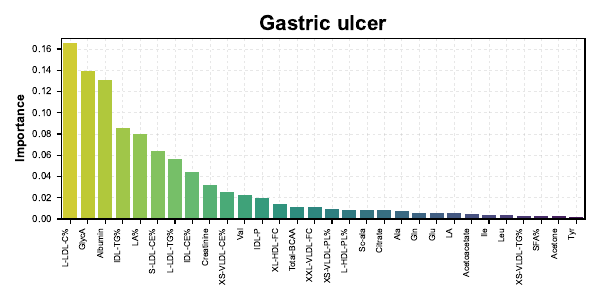 Gastric ulcer
Importance
0.16
0.14
0.12
0.10
0.08
0.06
0.04
0.02
0.00
L-LDL-C%
GlycA
Albumin
IDL-TG%
LA%
S-LDL-CE%
L-LDL-TG%
IDL-CE%
Creatinine
XS-VLDL-CE%
Val
IDL-P
XL-HDL-FC
Total-BCAA
XXL-VLDL-FC
XS-VLDL-PL%
L-HDL-PL%
Sc-ala
Citrate
Ala
Gln
Glu
LA
Acetoacetate
Ile
Leu
XS-VLDL-TG%
SFA%
Acetone
Tyr